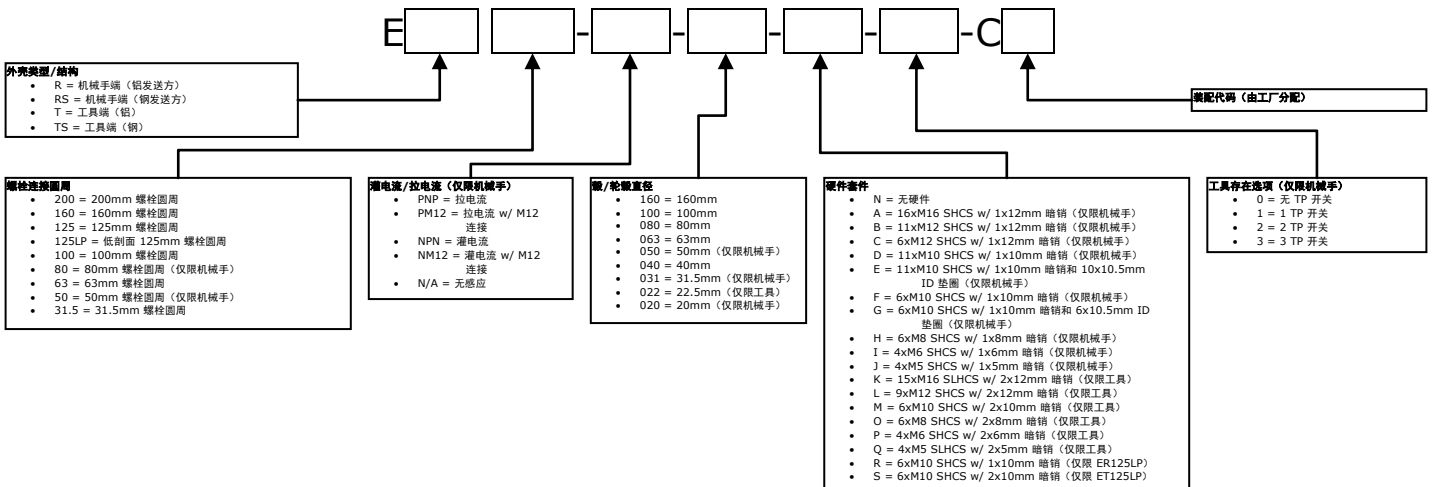 E - - - - -C
外壳类型/结构
• R = 机械手端（铝发送方）
• RS = 机械手端（钢发送方）
• T = 工具端（铝）
• TS = 工具端（钢）
装配代码（由工厂分配）
螺栓连接圆周
• 200 = 200mm 螺栓圆周
• 160 = 160mm 螺栓圆周
• 125 = 125mm 螺栓圆周
• 125LP = 低剖面 125mm 螺栓圆周
• 100 = 100mm 螺栓圆周
• 80 = 80mm 螺栓圆周（仅限机械手）
• 63 = 63mm 螺栓圆周
• 50 = 50mm 螺栓圆周（仅限机械手）
• 31.5 = 31.5mm 螺栓圆周
灌电流/拉电流（仅限机械手）
• PNP = 拉电流
• PM12 = 拉电流 w/ M12
连接
• NPN = 灌电流
• NM12 = 灌电流 w/ M12
连接
• N/A = 无感应
毂/轮毂直径
• 160 = 160mm
• 100 = 100mm
• 080 = 80mm
• 063 = 63mm
• 050 = 50mm（仅限机械手）
• 040 = 40mm
• 031 = 31.5mm（仅限机械手）
• 022 = 22.5mm（仅限工具）
• 020 = 20mm（仅限机械手）
硬件套件
• N = 无硬件
• A = 16xM16 SHCS w/ 1x12mm 暗销（仅限机械手）
• B = 11xM12 SHCS w/ 1x12mm 暗销（仅限机械手）
• C = 6xM12 SHCS w/ 1x12mm 暗销（仅限机械手）
• D = 11xM10 SHCS w/ 1x10mm 暗销（仅限机械手）
• E = 11xM10 SHCS w/ 1x10mm 暗销和 10x10.5mm
ID 垫圈（仅限机械手）
• F = 6xM10 SHCS w/ 1x10mm 暗销（仅限机械手）
• G = 6xM10 SHCS w/ 1x10mm 暗销和 6x10.5mm ID
垫圈（仅限机械手）
• H = 6xM8 SHCS w/ 1x8mm 暗销（仅限机械手）
• I = 4xM6 SHCS w/ 1x6mm 暗销（仅限机械手）
• J = 4xM5 SHCS w/ 1x5mm 暗销（仅限机械手）
• K = 15xM16 SLHCS w/ 2x12mm 暗销（仅限工具）
• L = 9xM12 SHCS w/ 2x12mm 暗销（仅限工具）
• M = 6xM10 SHCS w/ 2x10mm 暗销（仅限工具）
• O = 6xM8 SHCS w/ 2x8mm 暗销（仅限工具）
• P = 4xM6 SHCS w/ 2x6mm 暗销（仅限工具）
• Q = 4xM5 SLHCS w/ 2x5mm 暗销（仅限工具）
• R = 6xM10 SHCS w/ 1x10mm 暗销（仅限 ER125LP）
• S = 6xM10 SHCS w/ 2x10mm 暗销（仅限 ET125LP）
工具存在选项（仅限机械手）
• 0 = 无 TP 开关
• 1 = 1 TP 开关
• 2 = 2 TP 开关
• 3 = 3 TP 开关